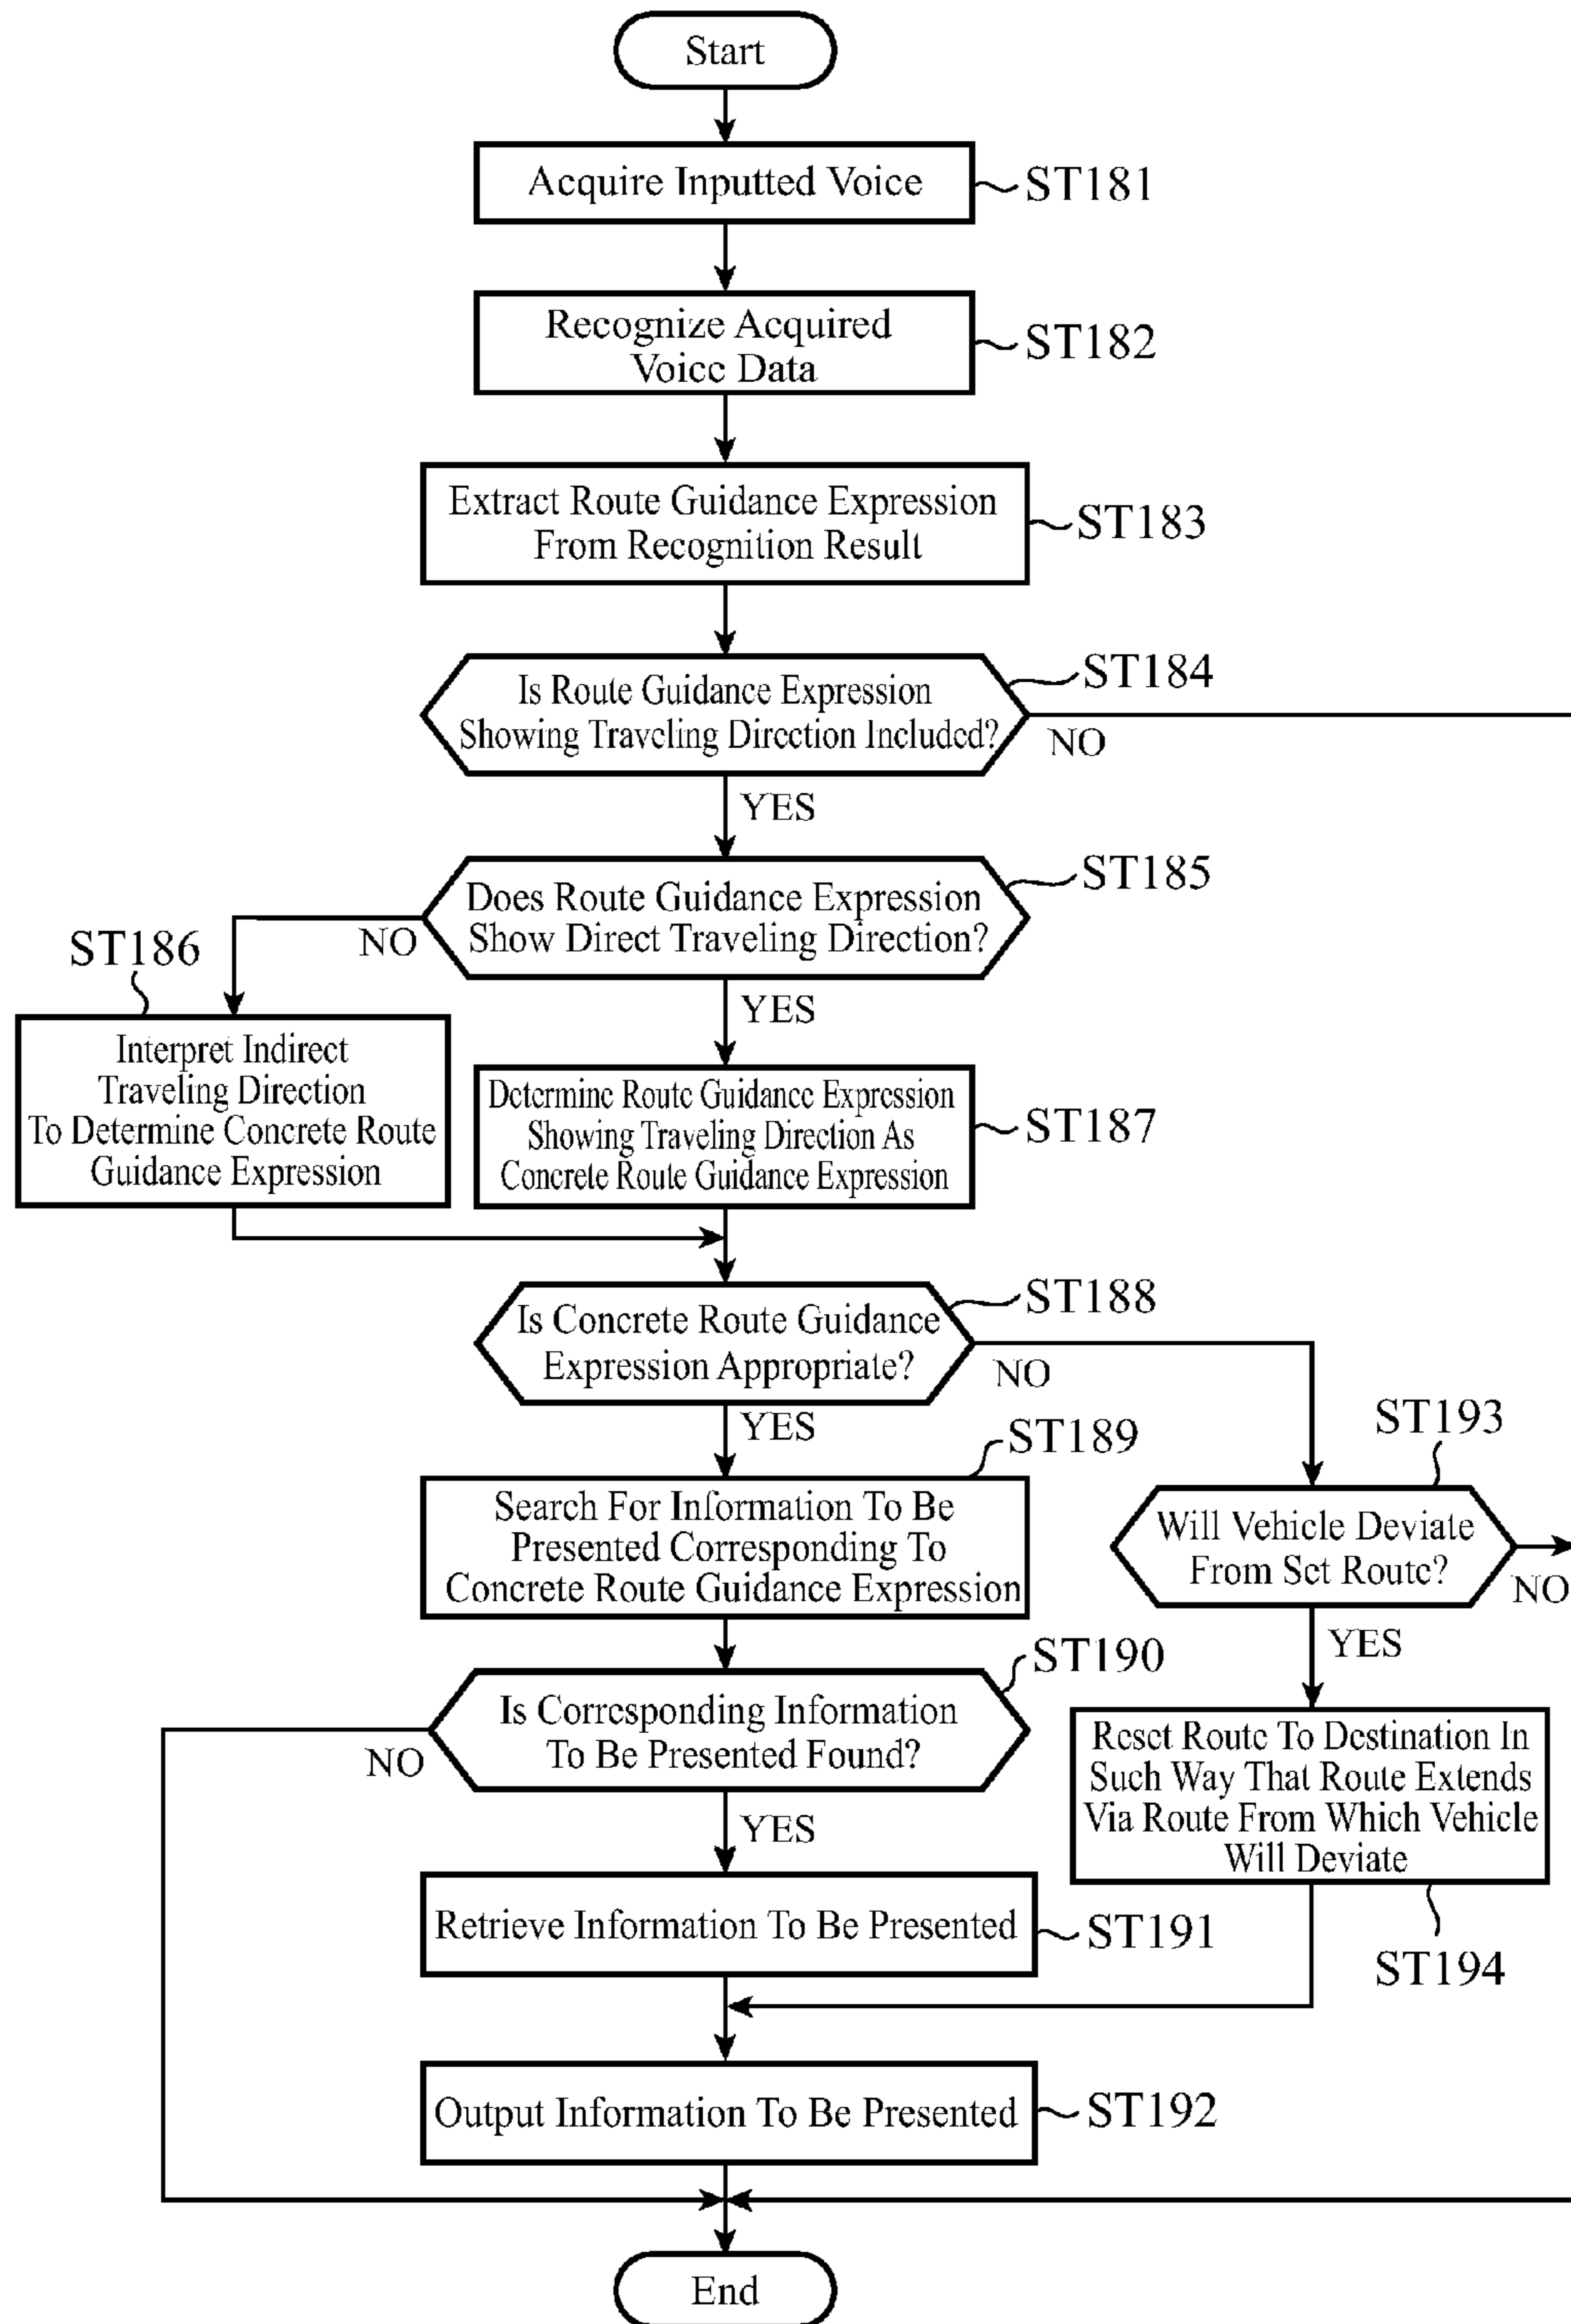 Start
Acquire Inputted Voice
ST181
Recognize Acquired
Voice Data
ST182
Extract Route Guidance Expression
From Recognition Result
ST183
Is Route Guidance Expression
Showing Traveling Direction Included?
ST184
NO
YES
Does Route Guidance Expression
Show Direct Traveling Direction?
ST185
NO
YES
ST186
Interpret Indirect
Traveling Direction
To Determine Concrete Route
Guidance Expression
Determine Route Guidance Expression
Showing Traveling Direction As
Concrete Route Guidance Expression
ST187
Is Concrete Route Guidance
Expression Appropriate?
ST188
NO
YES
ST189
Search For Information To Be
Presented Corresponding To
Concrete Route Guidance Expression
ST193
Will Vehicle Deviate
From Set Route?
NO
YES
ST190
Is Corresponding Information
To Be Presented Found?
NO
YES
Reset Route To Destination In
Such Way That Route Extends
Via Route From Which Vehicle
Will Deviate
ST194
Retrieve Information To Be Presented
ST191
Output Information To Be Presented
ST192
End